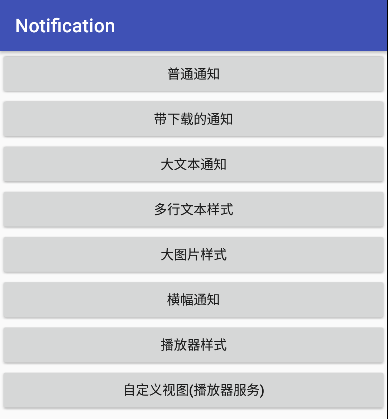 Notification
普通通知
带下载的通知
大文本通知
多行文本样式
大图片样式
横幅通知
播放器样式
自定义视图(播放器服务)